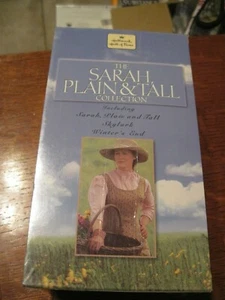 THE
SARAH,
PLAIN & TALL
COLLECTION
Including
Sarah, Plain and Tall
Skylark
Winter's End